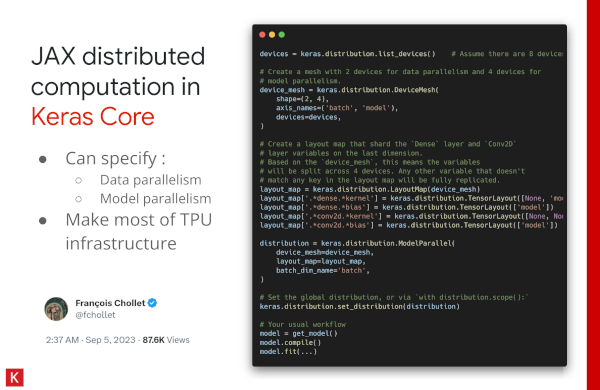 JAX distributed
computation in
Keras Core
● Can specify :
○ Data parallelism
○ Model parallelism
● Make most of TPU
infrastructure
François Chollet
@fchollet
2:37 AM · Sep 5, 2023 · 87.6K Views
K
devices = keras.distribution.list_devices() # Assume there are 8 devices
# Create a mesh with 2 devices for data parallelism and 4 devices for
# model parallelism.
device_mesh = keras.distribution.DeviceMesh(
shape=(2, 4),
axis_names=('batch', 'model'),
devices=devices,
)
# Create a layout map that shard the `Dense` layer and `Conv2D`
# layer variables on the last dimension.
# Based on the `device_mesh`, this means the variables
# will be split across 4 devices. Any other variable that doesn't
# match any key in the layout map will be fully replicated.
layout_map = keras.distribution.LayoutMap(device_mesh)
layout_map['.*dense.*kernel'] = keras.distribution.TensorLayout([None, 'mo
layout_map['.*dense.*bias'] = keras.distribution.TensorLayout(['model'])
layout_map['.*conv2d.*kernel'] = keras.distribution.TensorLayout([None, No
layout_map['.*conv2d.*bias'] = keras.distribution.TensorLayout(['model'])
distribution = keras.distribution.ModelParallel(
device_mesh=device_mesh,
layout_map=layout_map,
batch_dim_name='batch',
)
# Set the global distribution, or via `with distribution.scope():`
keras.distribution.set_distribution(distribution)
# Your usual workflow
model = get_model()
model.compile()
model.fit(...)